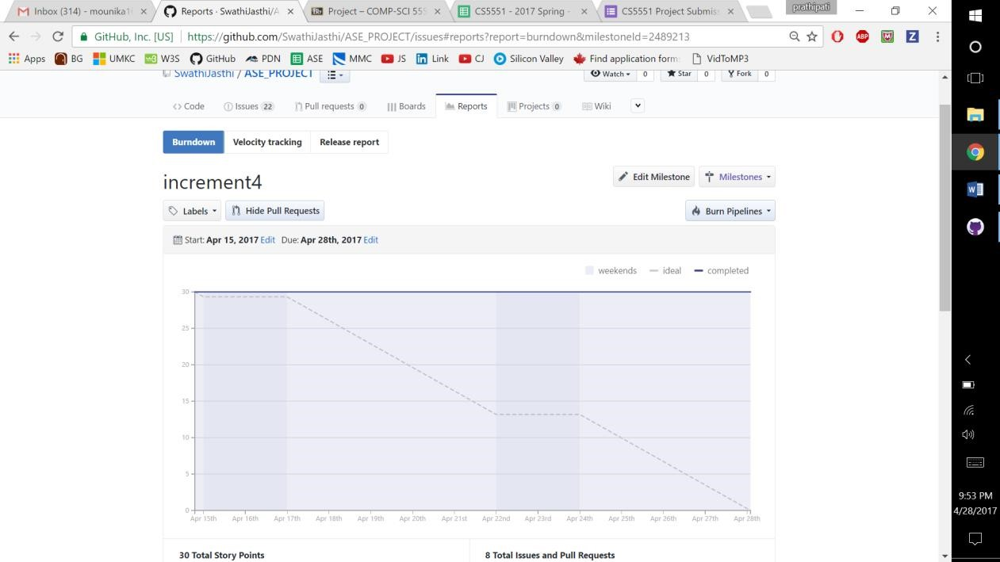 Inbox (314) - mounika1
Reports · SwathiJasthi/A
Project – COMP-SCI 555
CS5551 - 2017 Spring -
CS5551 Project Submiss
prathipati
GitHub, Inc. [US] https://github.com/SwathiJasthi/ASE_PROJECT/issues#reports?report=burndown&milestoneId=2489213
Apps BG UMKC W3S GitHub PDN ASE MMC JS Link CJ Silicon Valley Find application form VidToMP3
SwathiJasthi / ASE_PROJECT
Watch 0 Star 0 Fork 0
Code Issues 22 Pull requests 0 Boards Reports Projects 0 Wiki
Burndown Velocity tracking Release report
increment4
Edit Milestone Milestones
Labels Hide Pull Requests Burn Pipelines
Start: Apr 15, 2017 Edit Due: Apr 28th, 2017 Edit
weekends ideal completed
30
25
20
15
10
5
0
Apr 15th Apr 16th Apr 17th Apr 18th Apr 19th Apr 20th Apr 21st Apr 22nd Apr 23rd Apr 24th Apr 25th Apr 26th Apr 27th Apr 28th
30 Total Story Points
8 Total Issues and Pull Requests
9:53 PM
4/28/2017